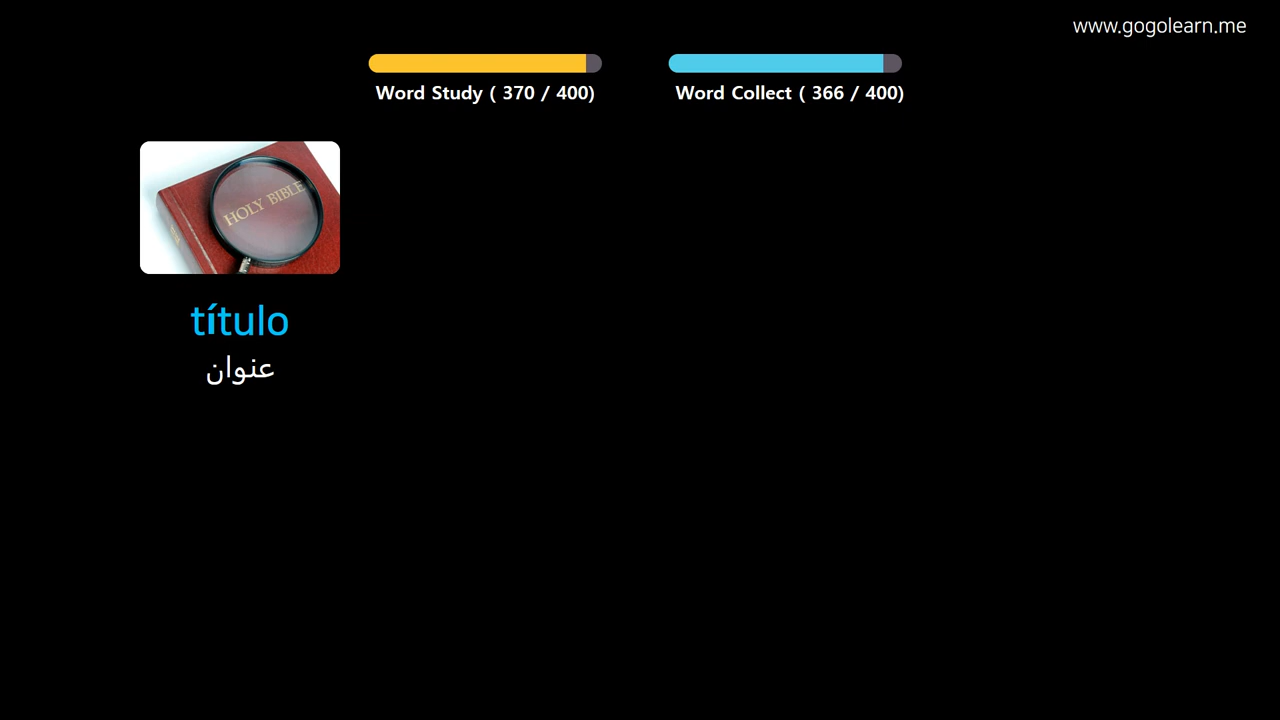 www.gogolearn.me
Word Study ( 370 / 400)
Word Collect ( 366 / 400)
HOLY BIBLE
título
عنوان